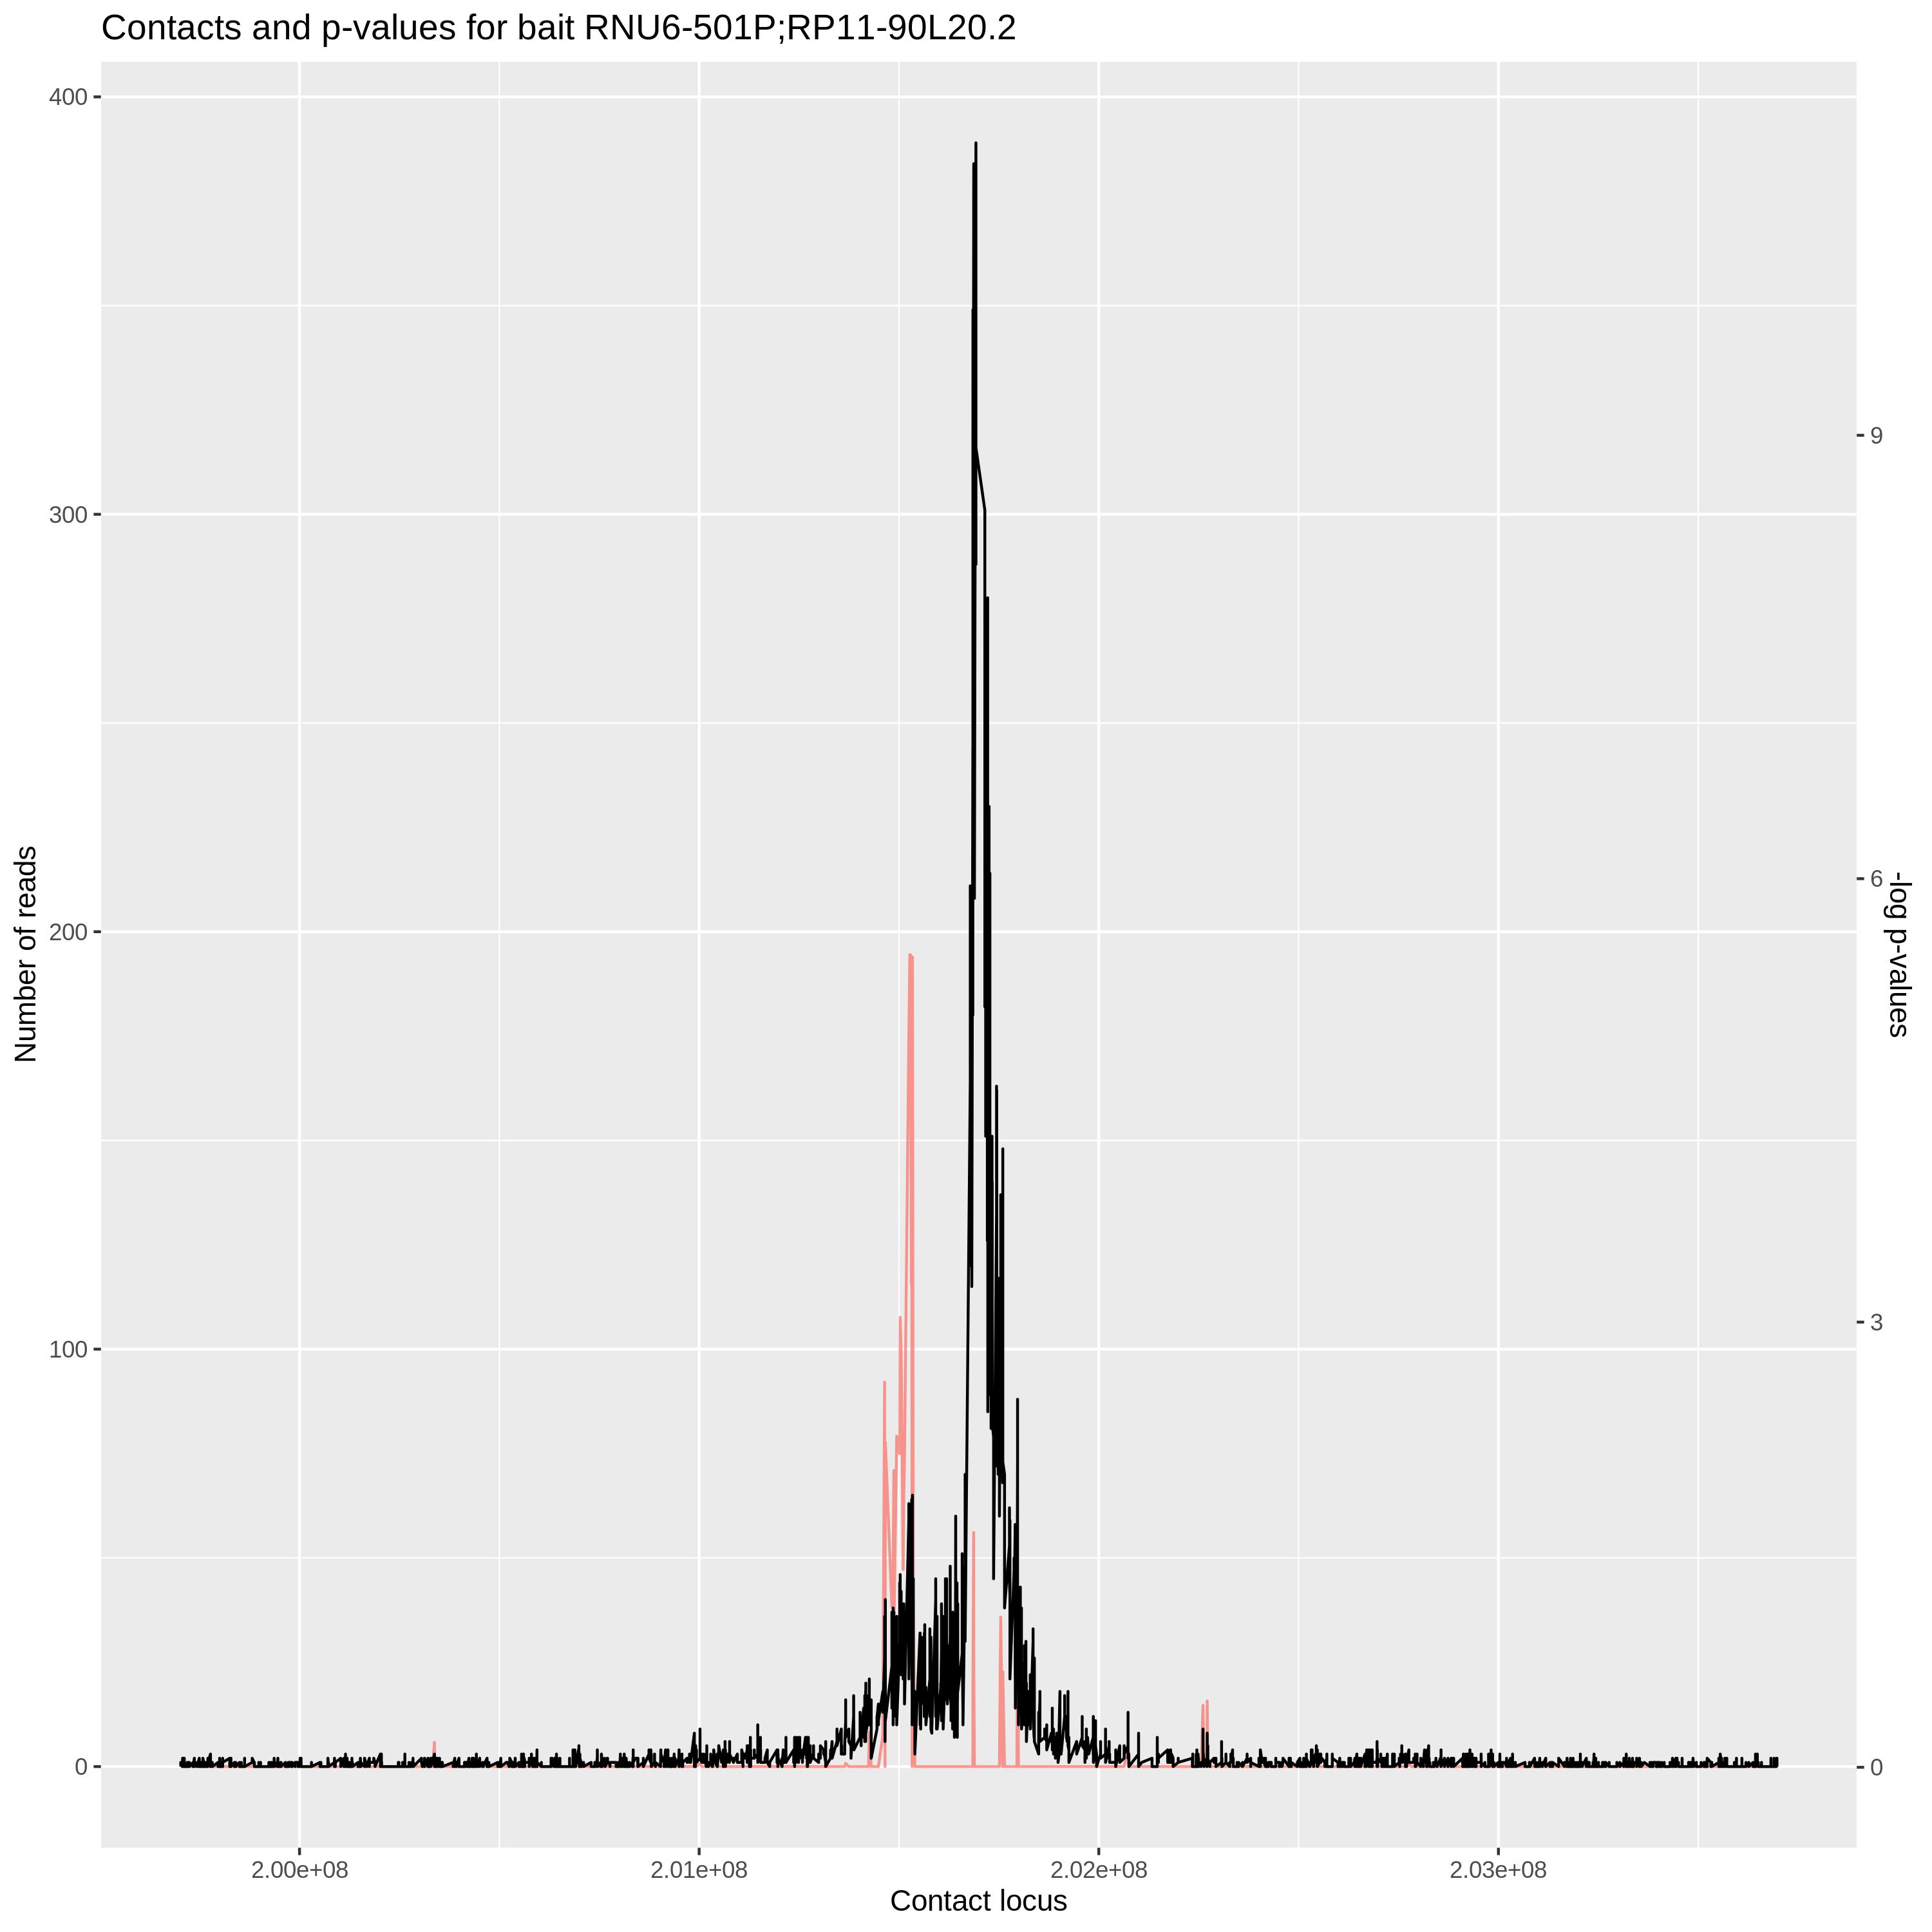 Contacts and p-values for bait RNU6-501P;RP11-90L20.2
400
300
200
100
0
Number of reads
9
6
3
0
-log p-values
2.00e+08
2.01e+08
2.02e+08
2.03e+08
Contact locus